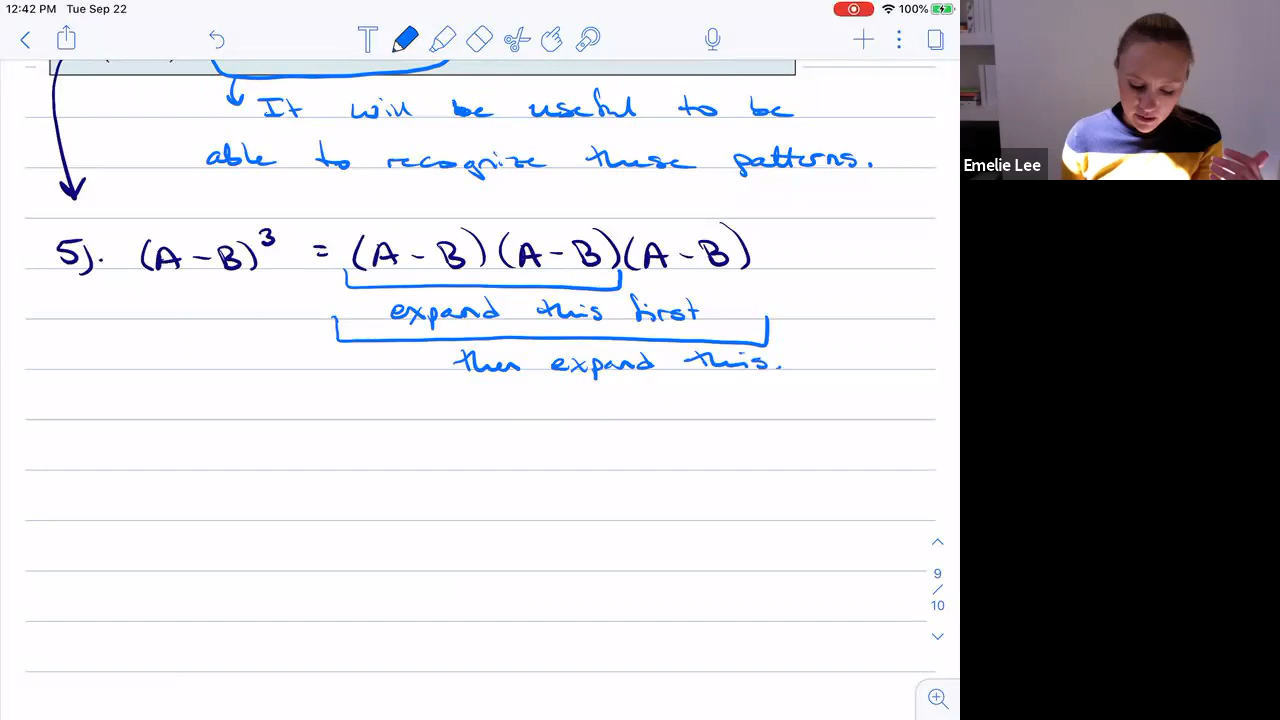 12:42 PM Tue Sep 22
100%
It will be useful to be
able to recognize these patterns.
5). (A - B)³ = (A - B)(A - B)(A - B)
expand this first
then expand this.
Emelie Lee
9
/
10